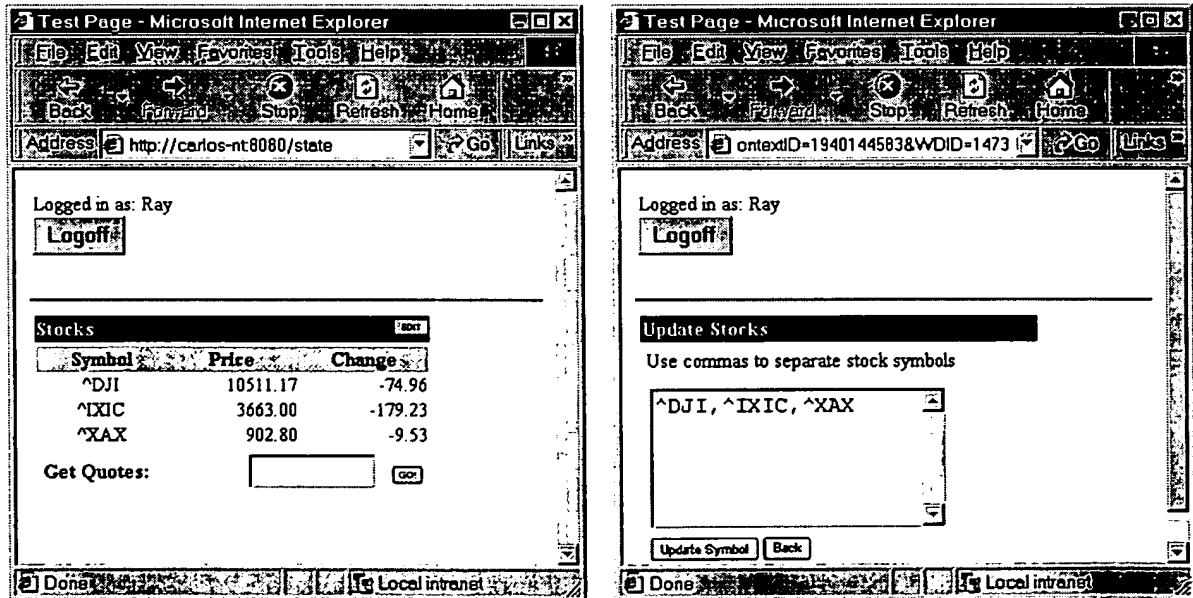 Test Page - Microsoft Internet Explorer
File Edit View Favorites Tools Help
Back Forward Stop Refresh Home
Address http://carlos-nt:8080/state Go Links
Logged in as: Ray
Logoff
Stocks EDIT
Symbol Price Change
^DJI 10511.17 -74.96
^IXIC 3663.00 -179.23
^XAX 902.80 -9.53
Get Quotes: GO!
Done Local intranet
Test Page - Microsoft Internet Explorer
File Edit View Favorites Tools Help
Back Forward Stop Refresh Home
Address ontextID=1940144583&WDID=1473 Go Links
Logged in as: Ray
Logoff
Update Stocks
Use commas to separate stock symbols
^DJI,^IXIC,^XAX
Update Symbol Back
Done Local intranet